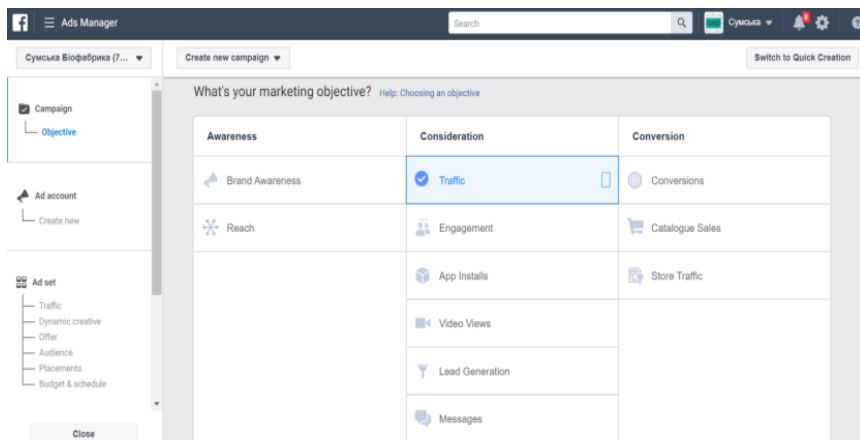 f Ads Manager
Search
Сумська
8
Сумська Біофабрика (7...
Create new campaign
Switch to Quick Creation
What's your marketing objective? Help: Choosing an objective
Campaign
Objective
Ad account
Create new
Ad set
Traffic
Dynamic creative
Offer
Audience
Placements
Budget & schedule
Close
Awareness
Consideration
Conversion
Brand Awareness
Traffic
Conversions
Reach
Engagement
Catalogue Sales
App Installs
Store Traffic
Video Views
Lead Generation
Messages